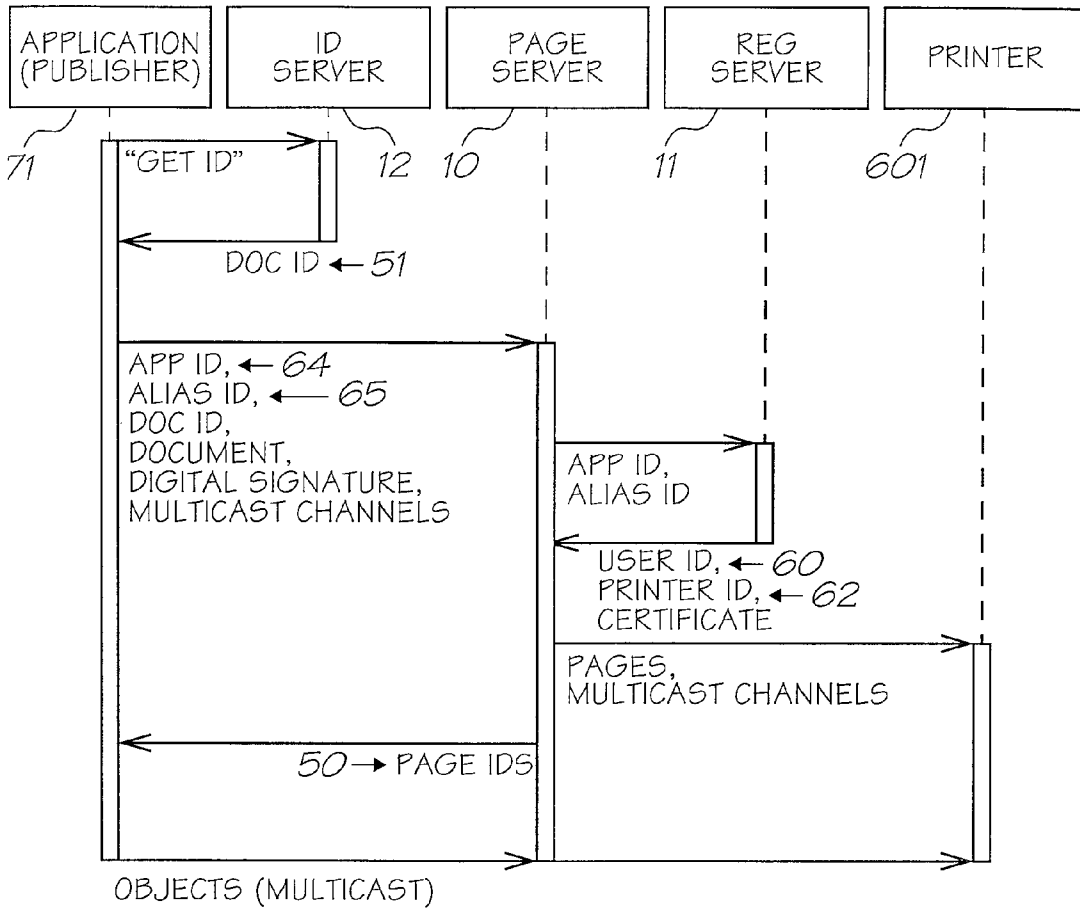 APPLICATION
(PUBLISHER)
ID
SERVER
PAGE
SERVER
REG
SERVER
PRINTER
71
12
10
11
601
"GET ID"
DOC ID
51
APP ID,
64
ALIAS ID,
65
DOC ID,
DOCUMENT,
DIGITAL SIGNATURE,
MULTICAST CHANNELS
APP ID,
ALIAS ID
USER ID,
60
PRINTER ID,
62
CERTIFICATE
PAGES,
MULTICAST CHANNELS
50
PAGE IDS
OBJECTS (MULTICAST)